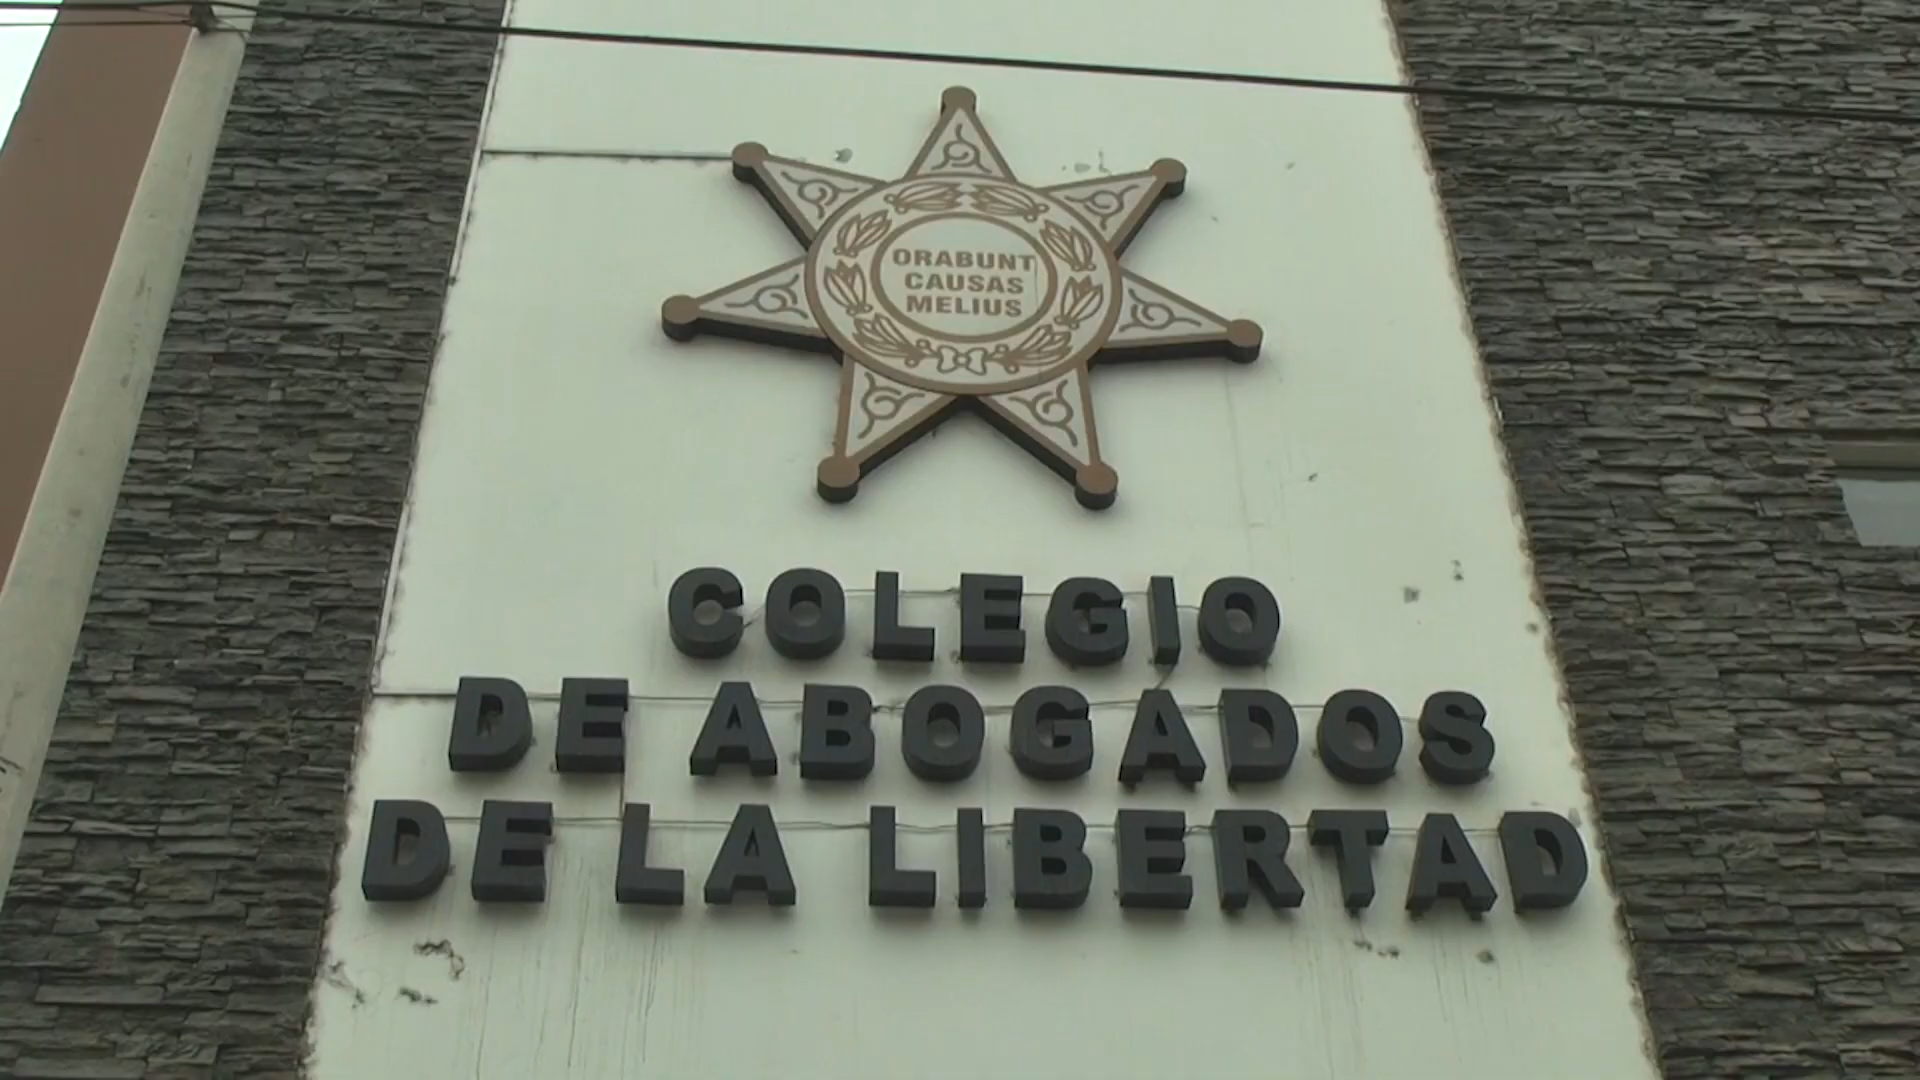 ORABUNT
CAUSAS
MELIUS
COLEGIO
DE ABOGADOS
DE LA LIBERTAD